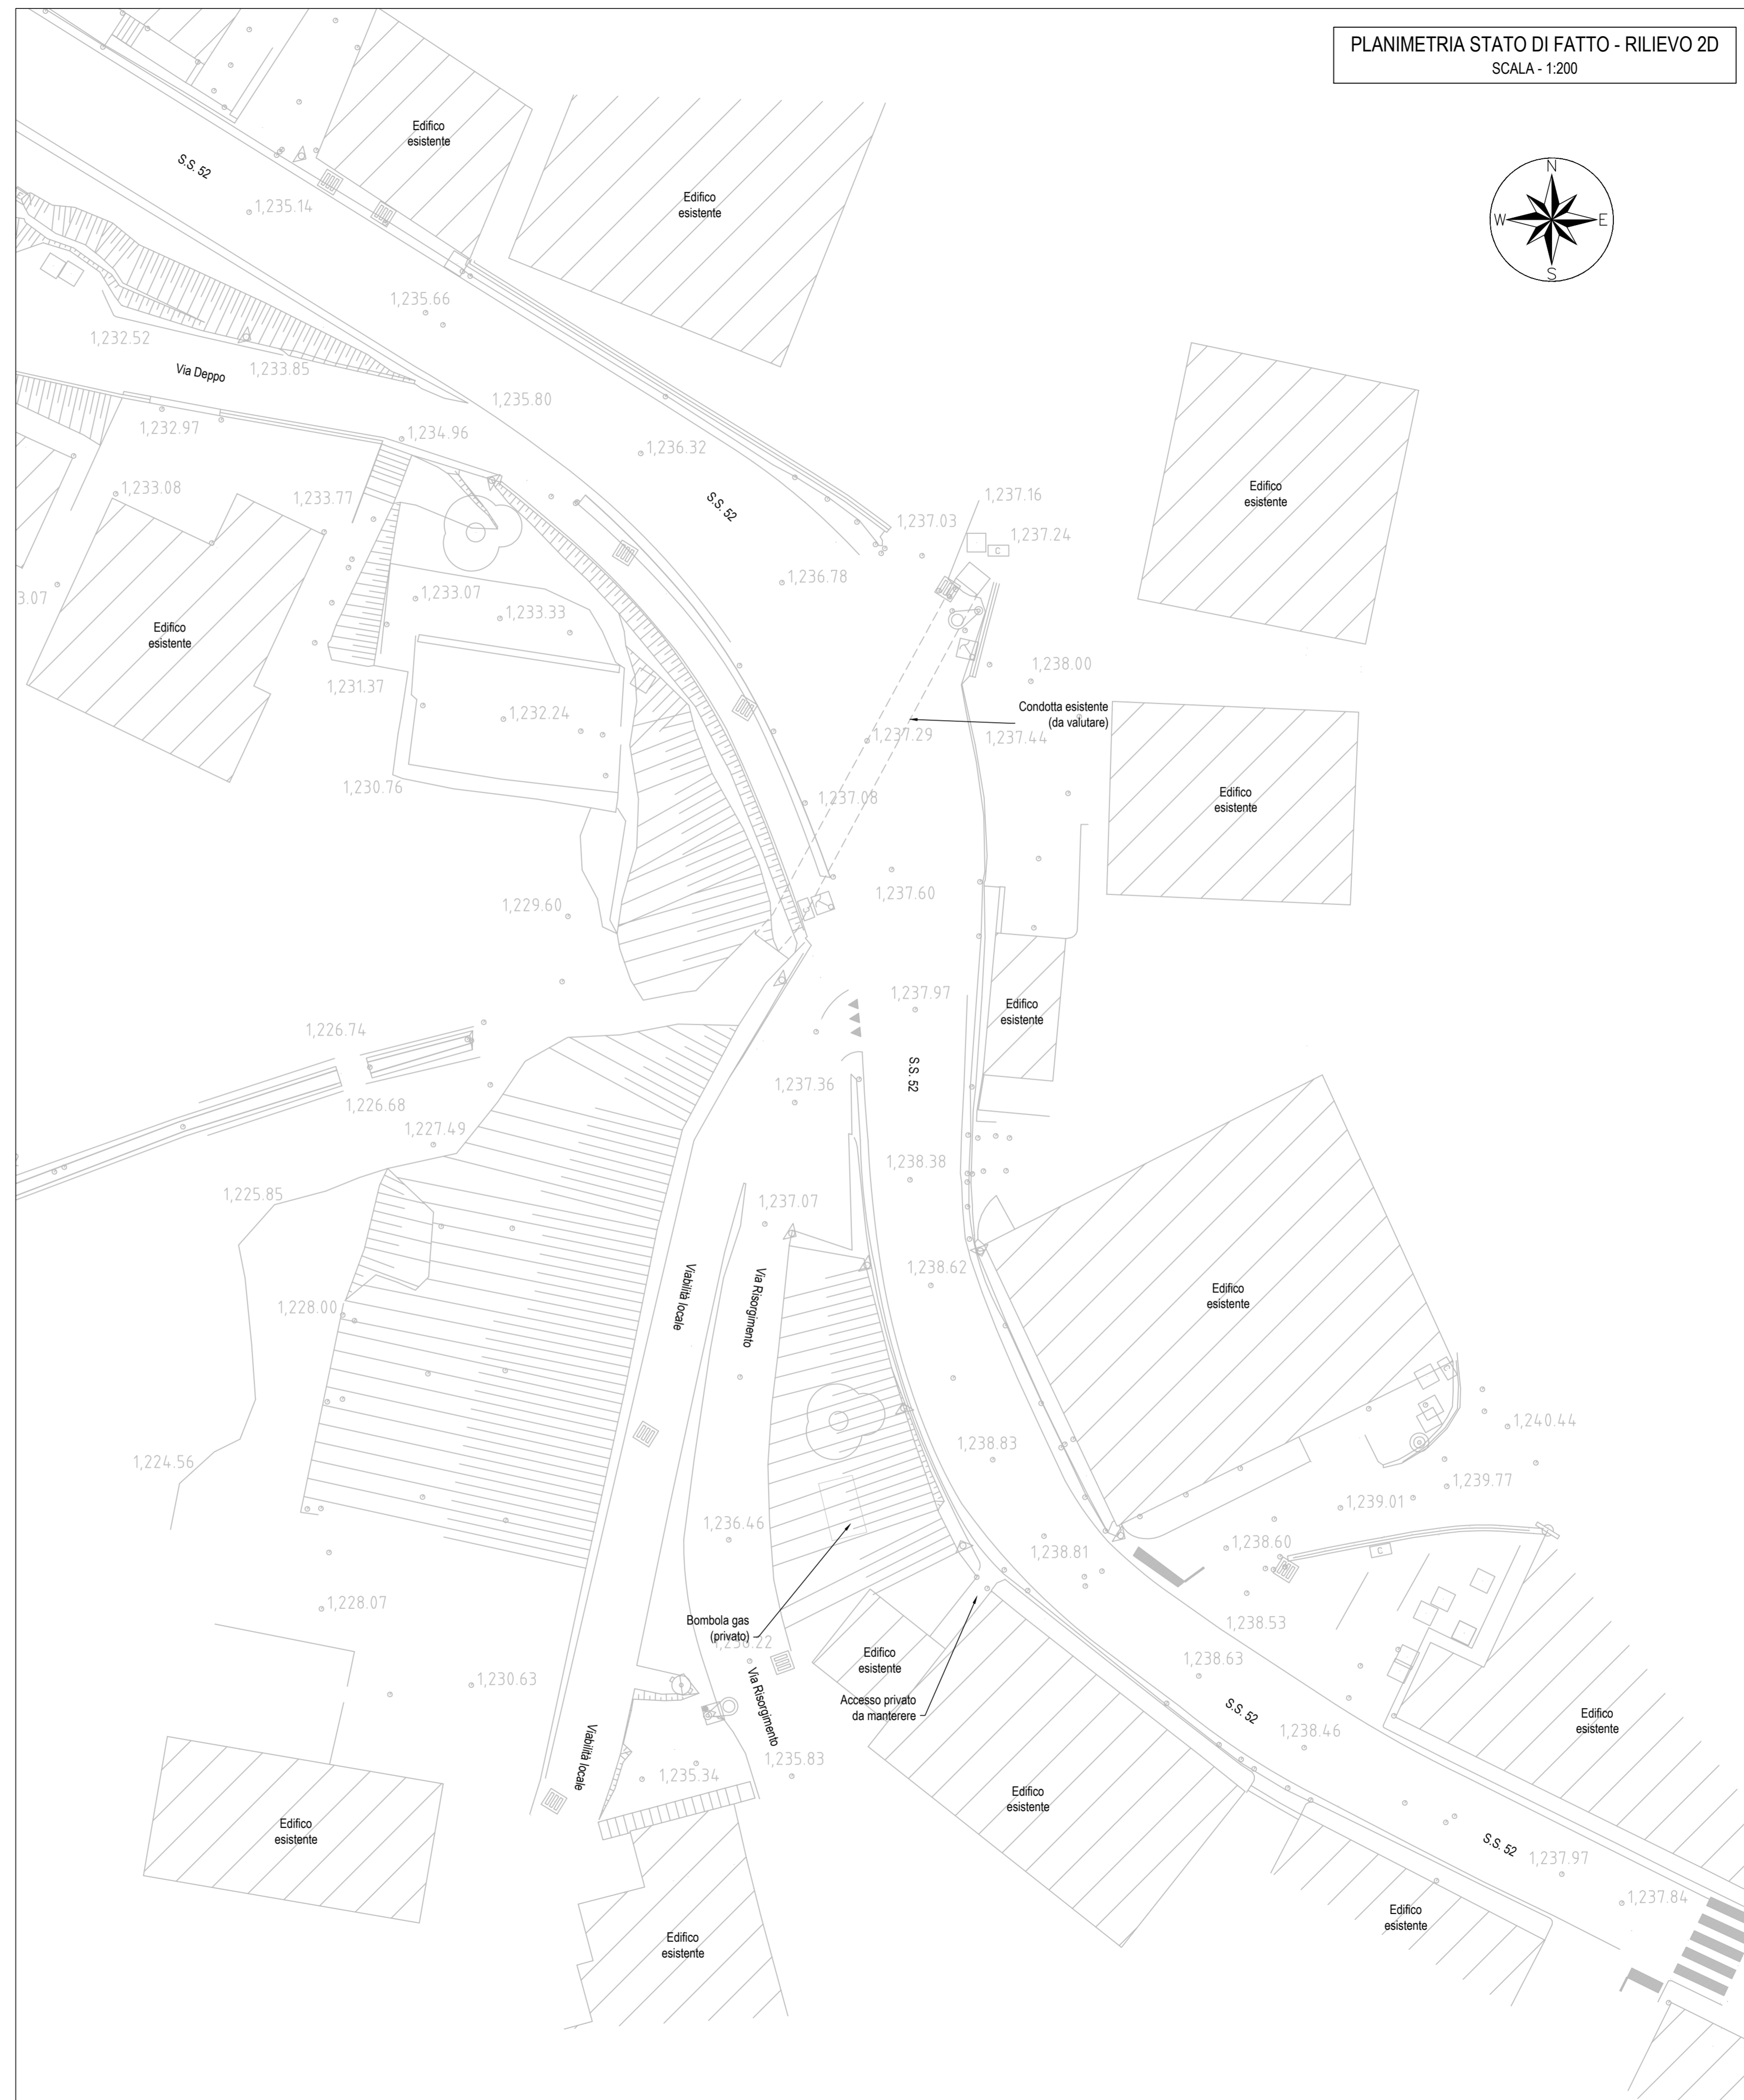 PLANIMETRIA STATO DI FATTO - RILIEVO 2D
SCALA - 1:200
N
W
E
S
Edifico
esistente
S.S. 52
Edifico
esistente
1,235.14
1,235.66
1,232.52
1,233.85
Via Deppo
1,235.80
1,232.97
1,234.96
1,236.32
1,233.08
1,233.77
S.S. 52
1,237.16
Edifico
esistente
1,237.03
1,237.24
C
1,236.78
3.07
1,233.07
1,233.33
Edifico
esistente
1,238.00
1,231.37
Condotta esistente
(da valutare)
1,232.24
1,237.29
1,237.44
1,230.76
1,237.08
Edifico
esistente
1,237.60
1,229.60
1,237.97
Edifico
esistente
1,226.74
S.S. 52
1,237.36
1,226.68
1,227.49
1,238.38
1,225.85
1,237.07
1,238.62
Viabilità locale
Via Risorgimento
Edifico
esistente
1,228.00
1,240.44
1,238.83
1,224.56
1,239.77
1,239.01
1,236.46
1,238.81
1,238.60
C
1,228.07
Bombola gas
(privato)
1,236.22
1,238.53
Edifico
esistente
1,238.63
1,230.63
Via Risorgimento
Accesso privato
da manterere
S.S. 52
Edifico
esistente
1,238.46
Viabilità locale
1,235.34
1,235.83
Edifico
esistente
Edifico
esistente
S.S. 52
1,237.97
1,237.84
Edifico
esistente
Edifico
esistente